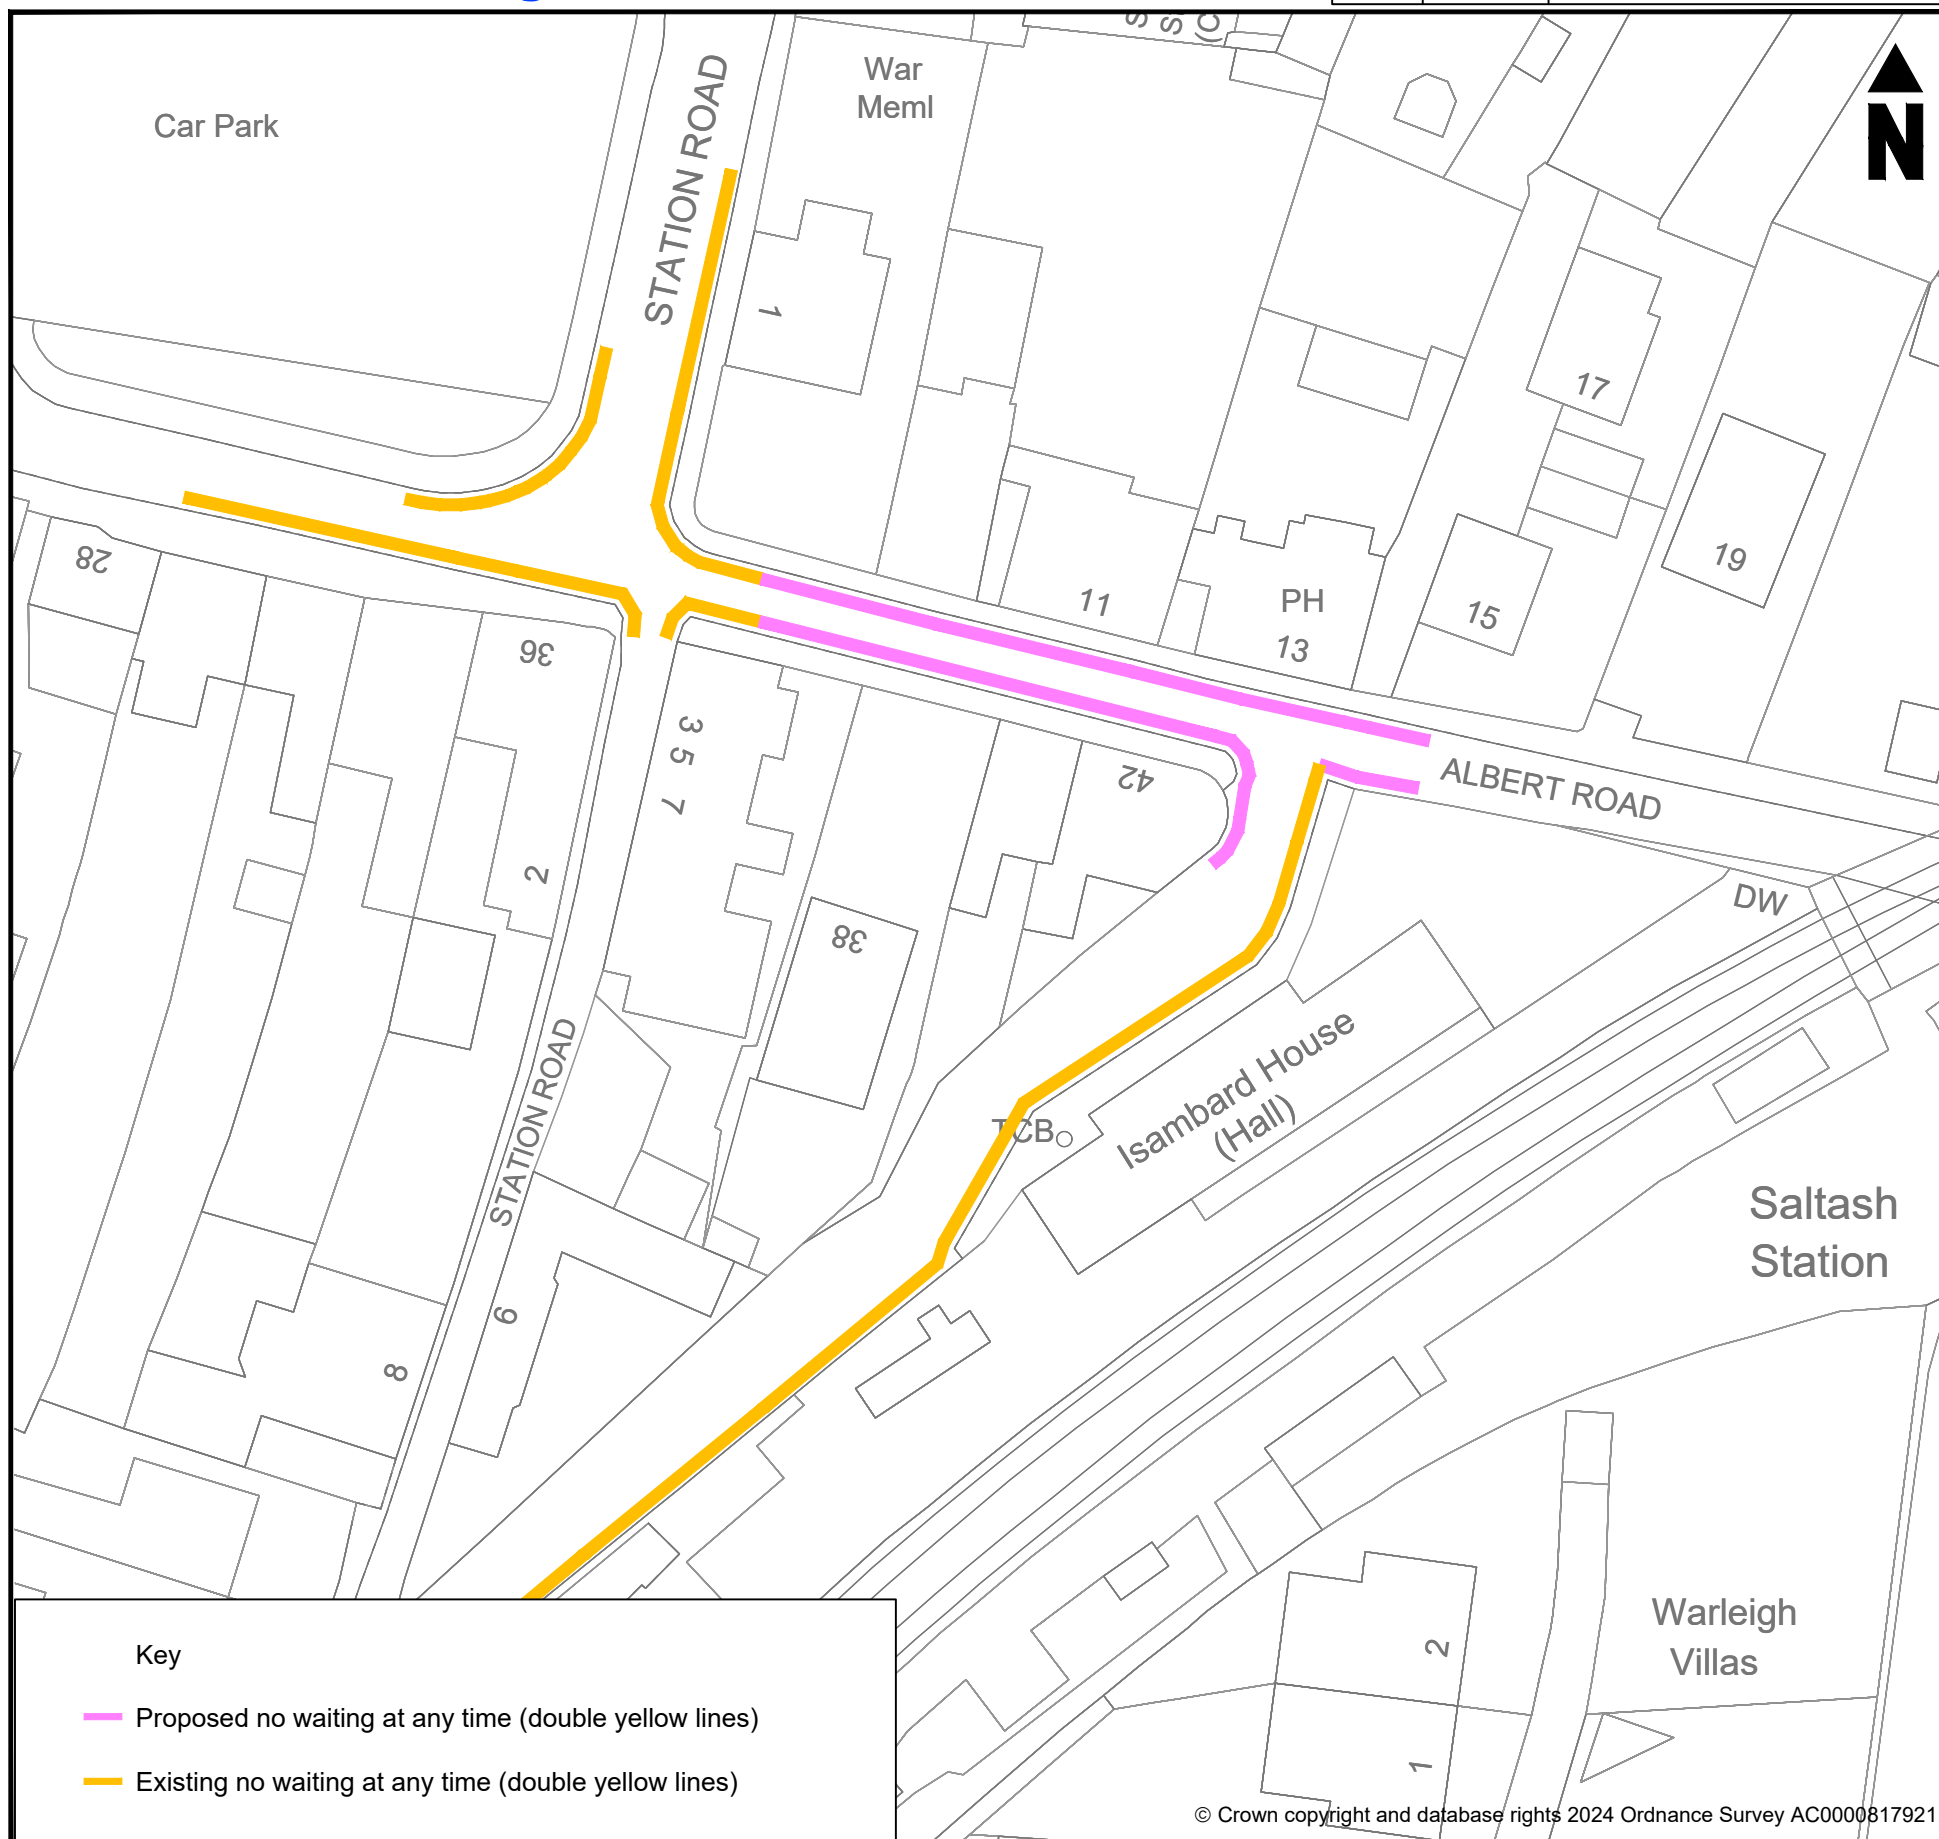 Car Park
STATION ROAD
War
Meml
1
17
28
36
11
PH
13
15
19
3
5
7
42
ALBERT ROAD
2
38
DW
STATION ROAD
TCB
Isambard House
(Hall)
Saltash
Station
9
8
Warleigh
Villas
2
1
Key
Proposed no waiting at any time (double yellow lines)
Existing no waiting at any time (double yellow lines)
© Crown copyright and database rights 2024 Ordnance Survey AC0000817921
N